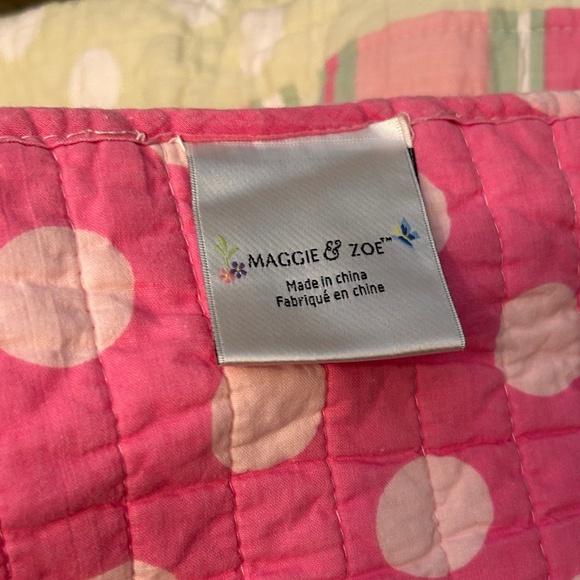 MAGGIE & ZOE™
Made in china
Fabriqué en chine